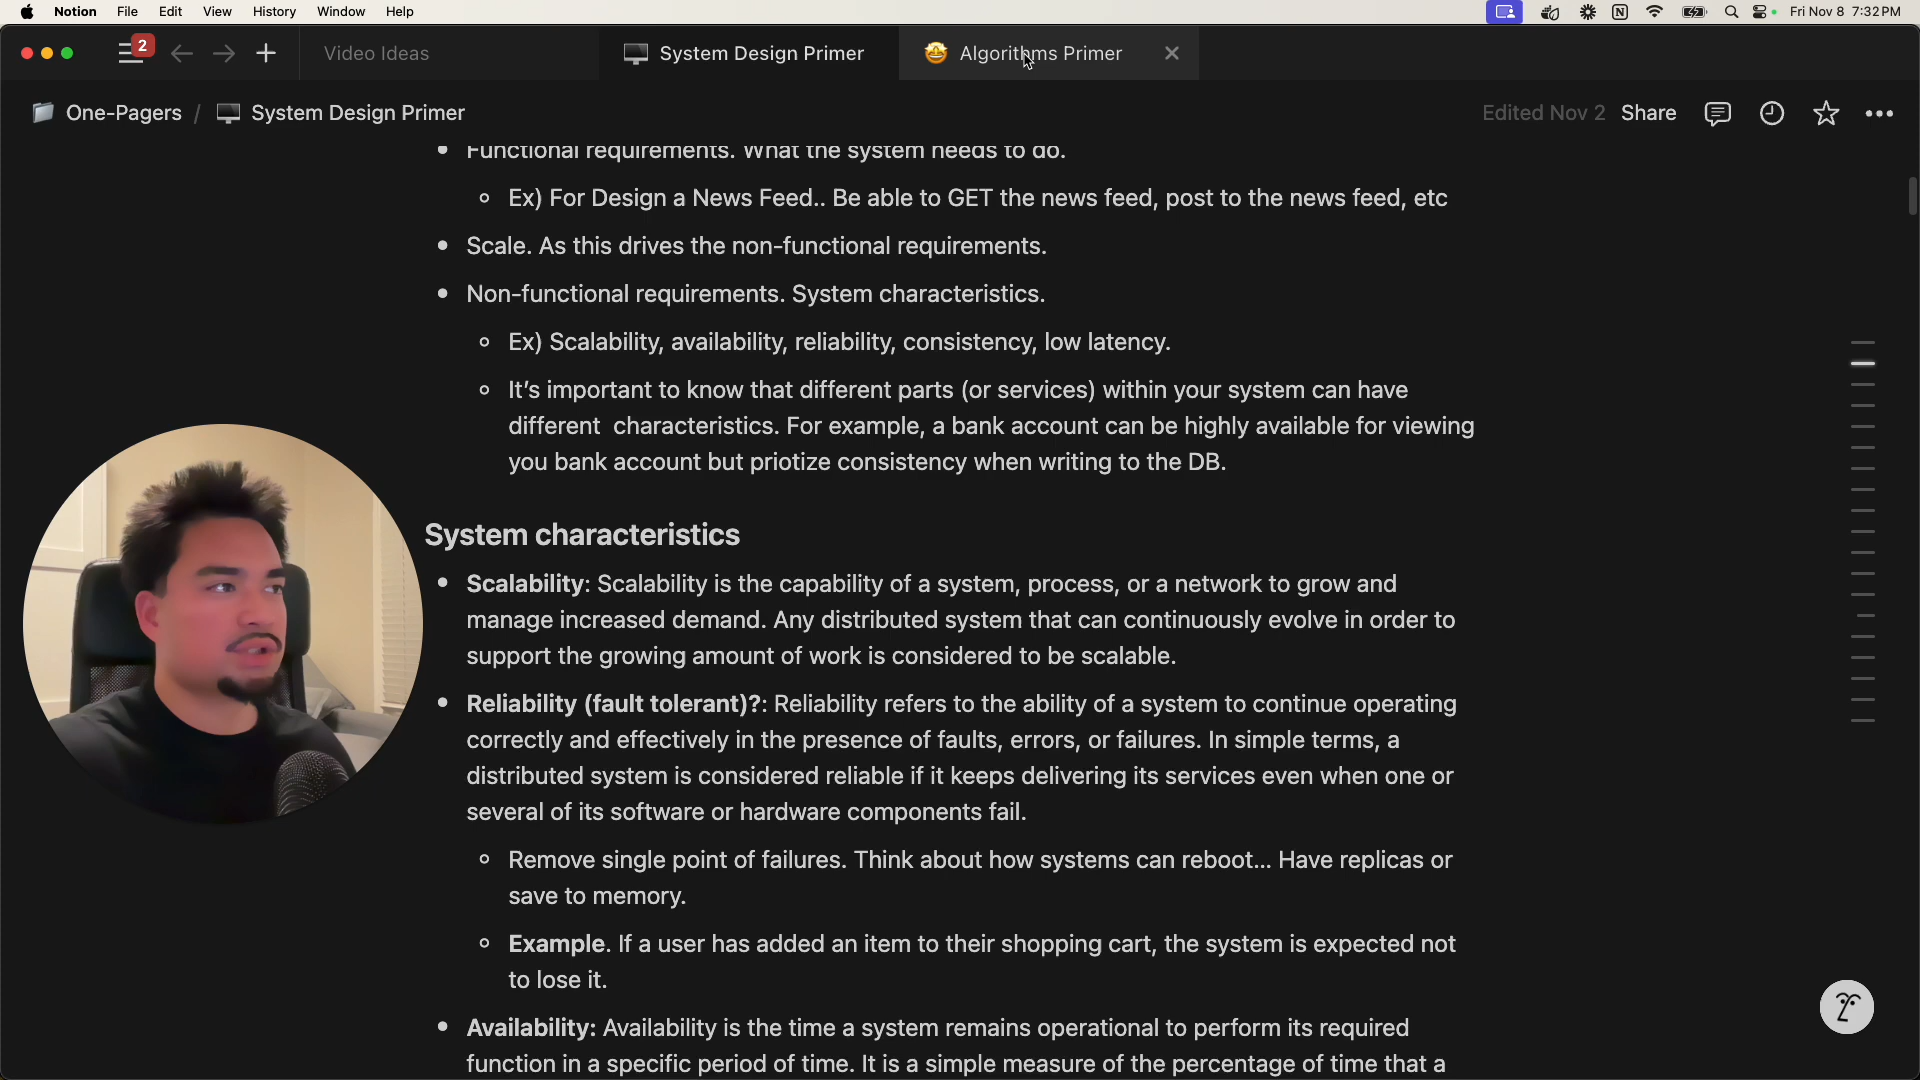 Notion File Edit View History Window Help Fri Nov 8 7:32 PM
2 Video Ideas System Design Primer Algorithms Primer
One-Pagers / System Design Primer Edited Nov 2 Share
Functional requirements. What the system needs to do.
Ex) For Design a News Feed.. Be able to GET the news feed, post to the news feed, etc
Scale. As this drives the non-functional requirements.
Non-functional requirements. System characteristics.
Ex) Scalability, availability, reliability, consistency, low latency.
It’s important to know that different parts (or services) within your system can have
different characteristics. For example, a bank account can be highly available for viewing
you bank account but priotize consistency when writing to the DB.
System characteristics
Scalability: Scalability is the capability of a system, process, or a network to grow and
manage increased demand. Any distributed system that can continuously evolve in order to
support the growing amount of work is considered to be scalable.
Reliability (fault tolerant)?: Reliability refers to the ability of a system to continue operating
correctly and effectively in the presence of faults, errors, or failures. In simple terms, a
distributed system is considered reliable if it keeps delivering its services even when one or
several of its software or hardware components fail.
Remove single point of failures. Think about how systems can reboot… Have replicas or
save to memory.
Example. If a user has added an item to their shopping cart, the system is expected not
to lose it.
Availability: Availability is the time a system remains operational to perform its required
function in a specific period of time. It is a simple measure of the percentage of time that a